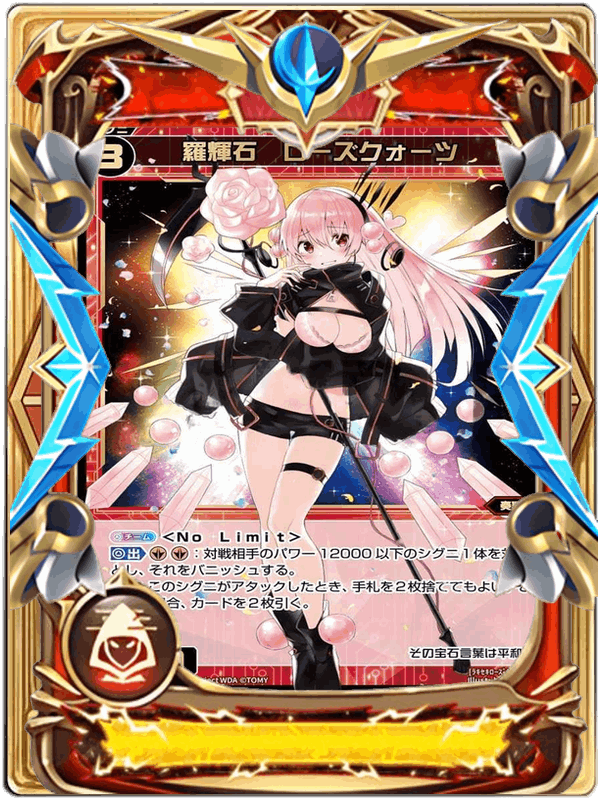 3
羅輝石 ローズクォーツ
チーム <No Limit>
出 :対戦相手のパワー12000以下のシグニ1体を
とし、それをバニッシュする。
このシグニがアタックしたとき、手札を2枚捨ててもよい。
合、カードを2枚引く。
その宝石言葉は平和
ject WDA ©TOMY